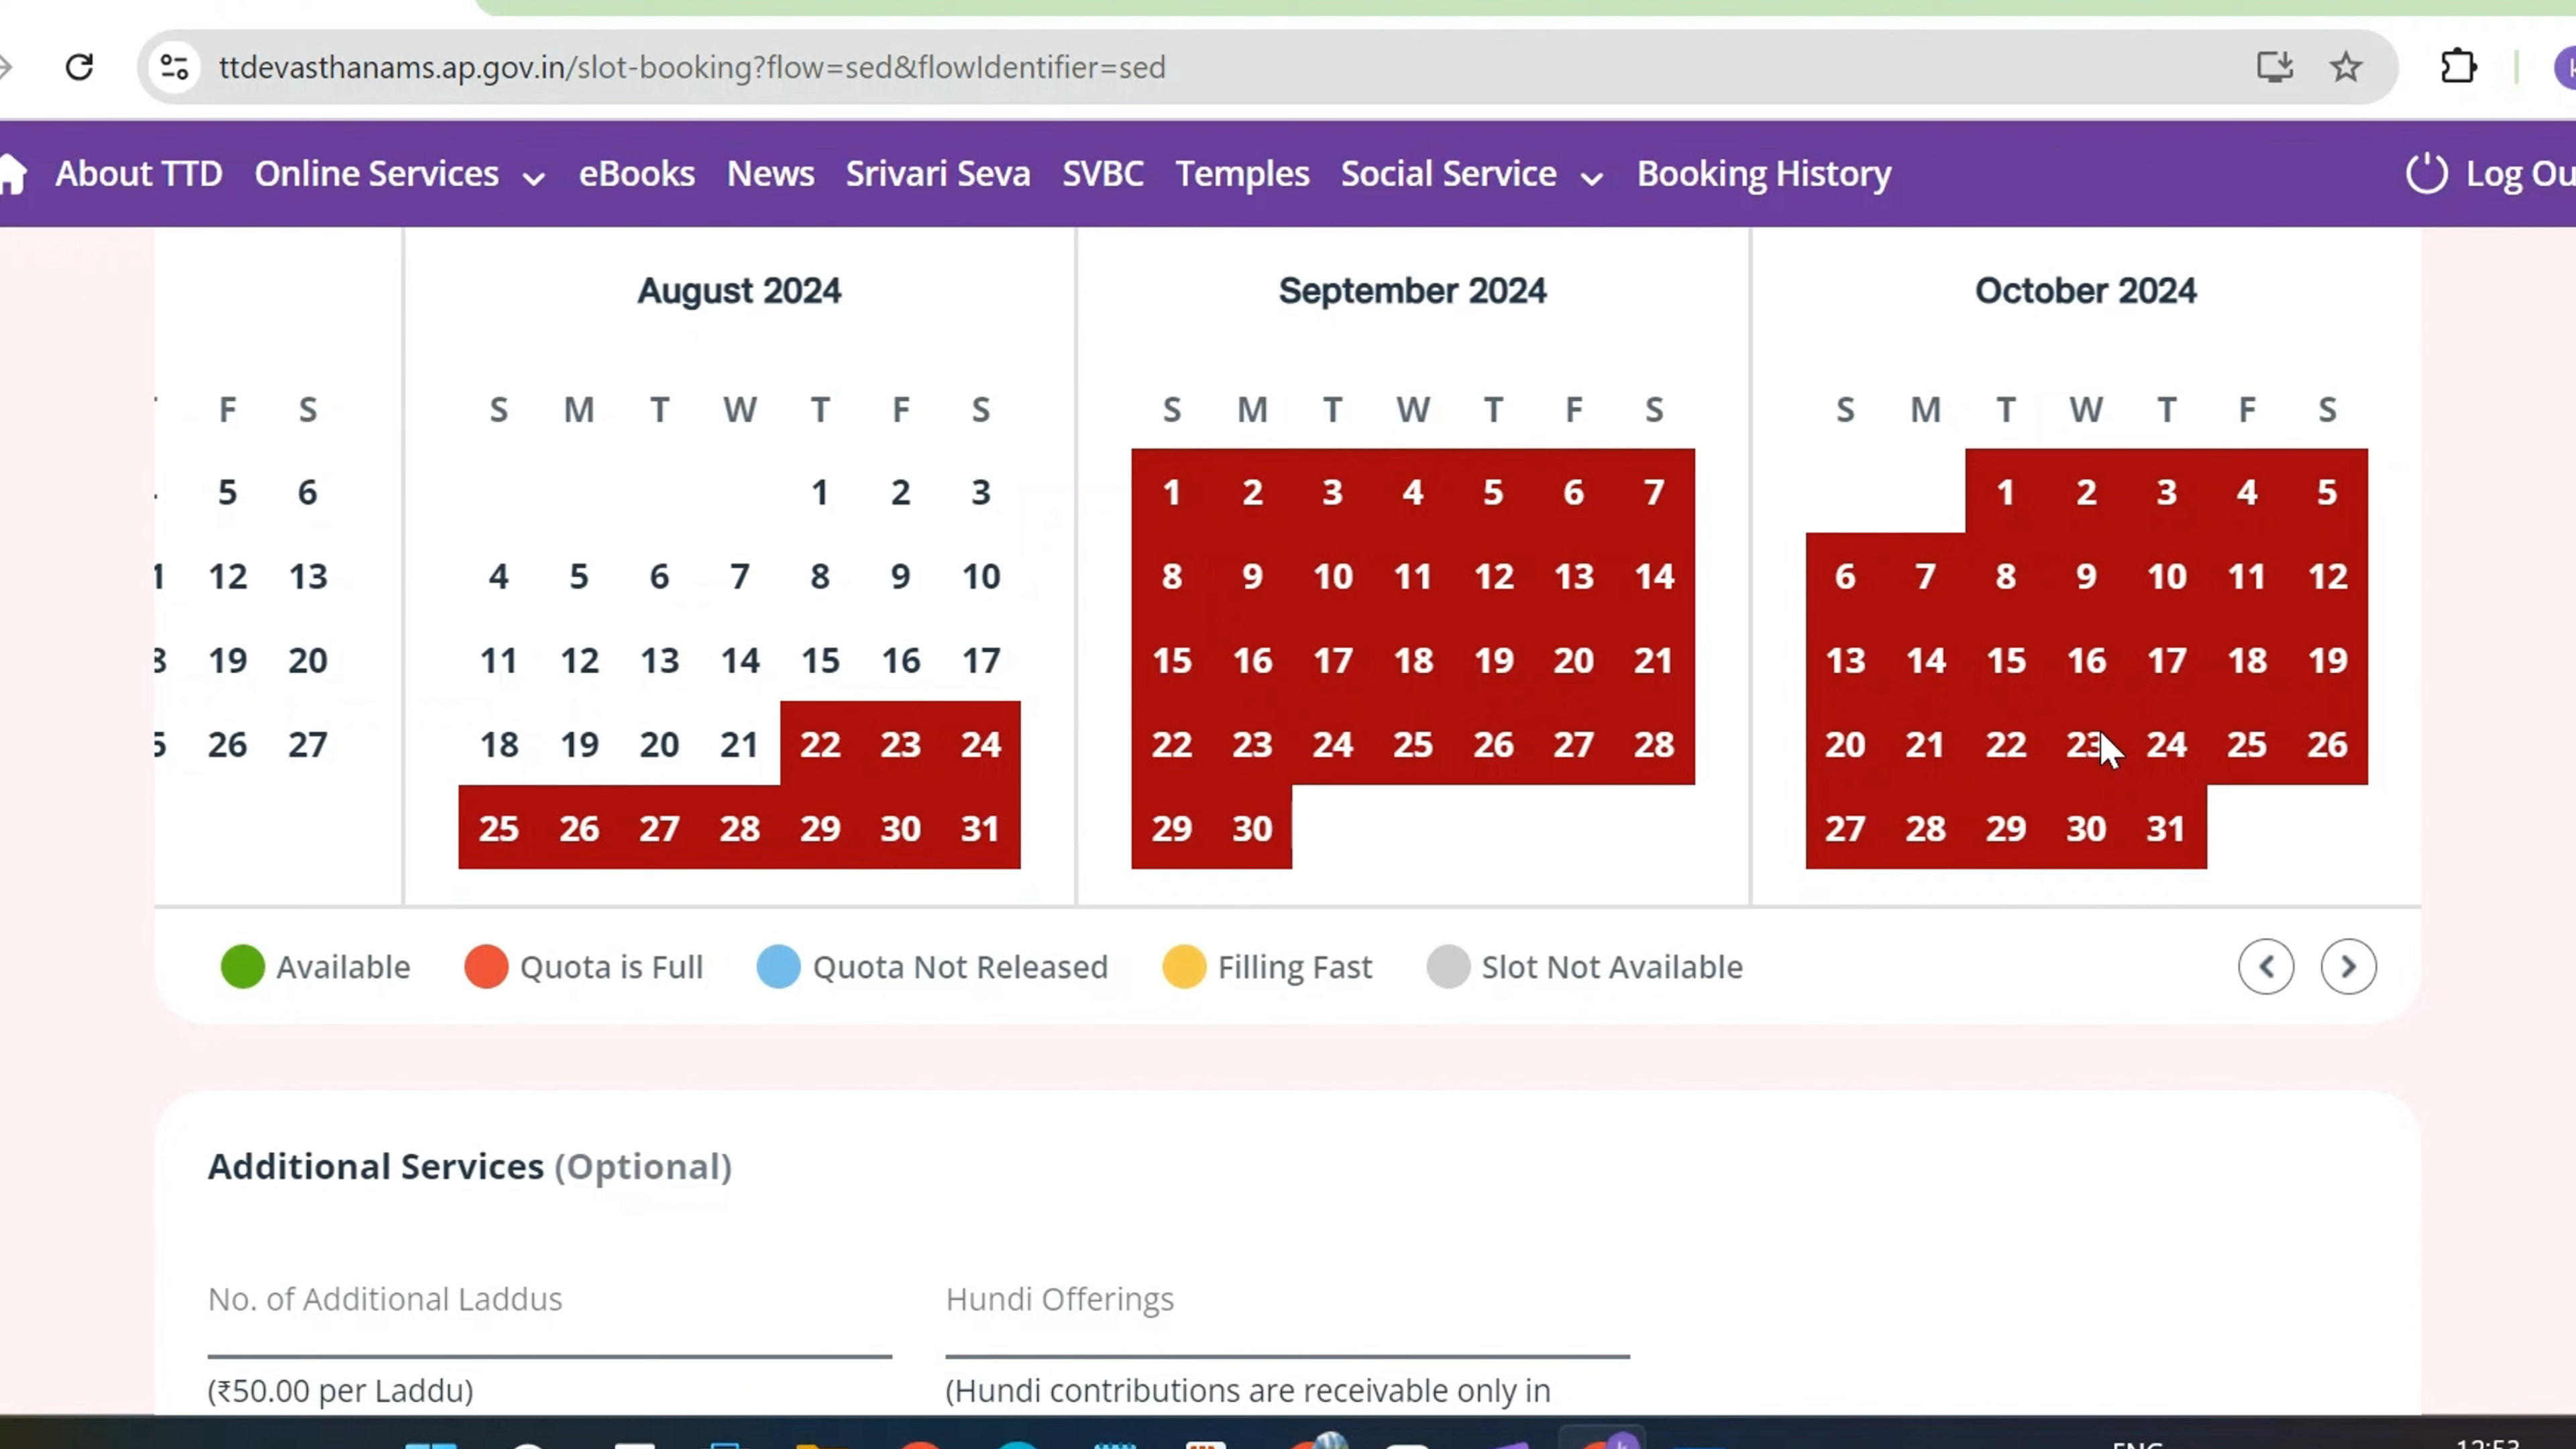 ttdevasthanams.ap.gov.in/slot-booking?flow=sed&flowIdentifier=sed
About TTD Online Services eBooks News Srivari Seva SVBC Temples Social Service Booking History Log Ou
August 2024 September 2024 October 2024
F S S M T W T F S S M T W T F S S M T W T F S
5 6 1 2 3 1 2 3 4 5 6 7 1 2 3 4 5
12 13 4 5 6 7 8 9 10 8 9 10 11 12 13 14 6 7 8 9 10 11 12
19 20 11 12 13 14 15 16 17 15 16 17 18 19 20 21 13 14 15 16 17 18 19
26 27 18 19 20 21 22 23 24 22 23 24 25 26 27 28 20 21 22 23 24 25 26
25 26 27 28 29 30 31 29 30 27 28 29 30 31
Available Quota is Full Quota Not Released Filling Fast Slot Not Available
Additional Services (Optional)
No. of Additional Laddus Hundi Offerings
(₹50.00 per Laddu) (Hundi contributions are receivable only in